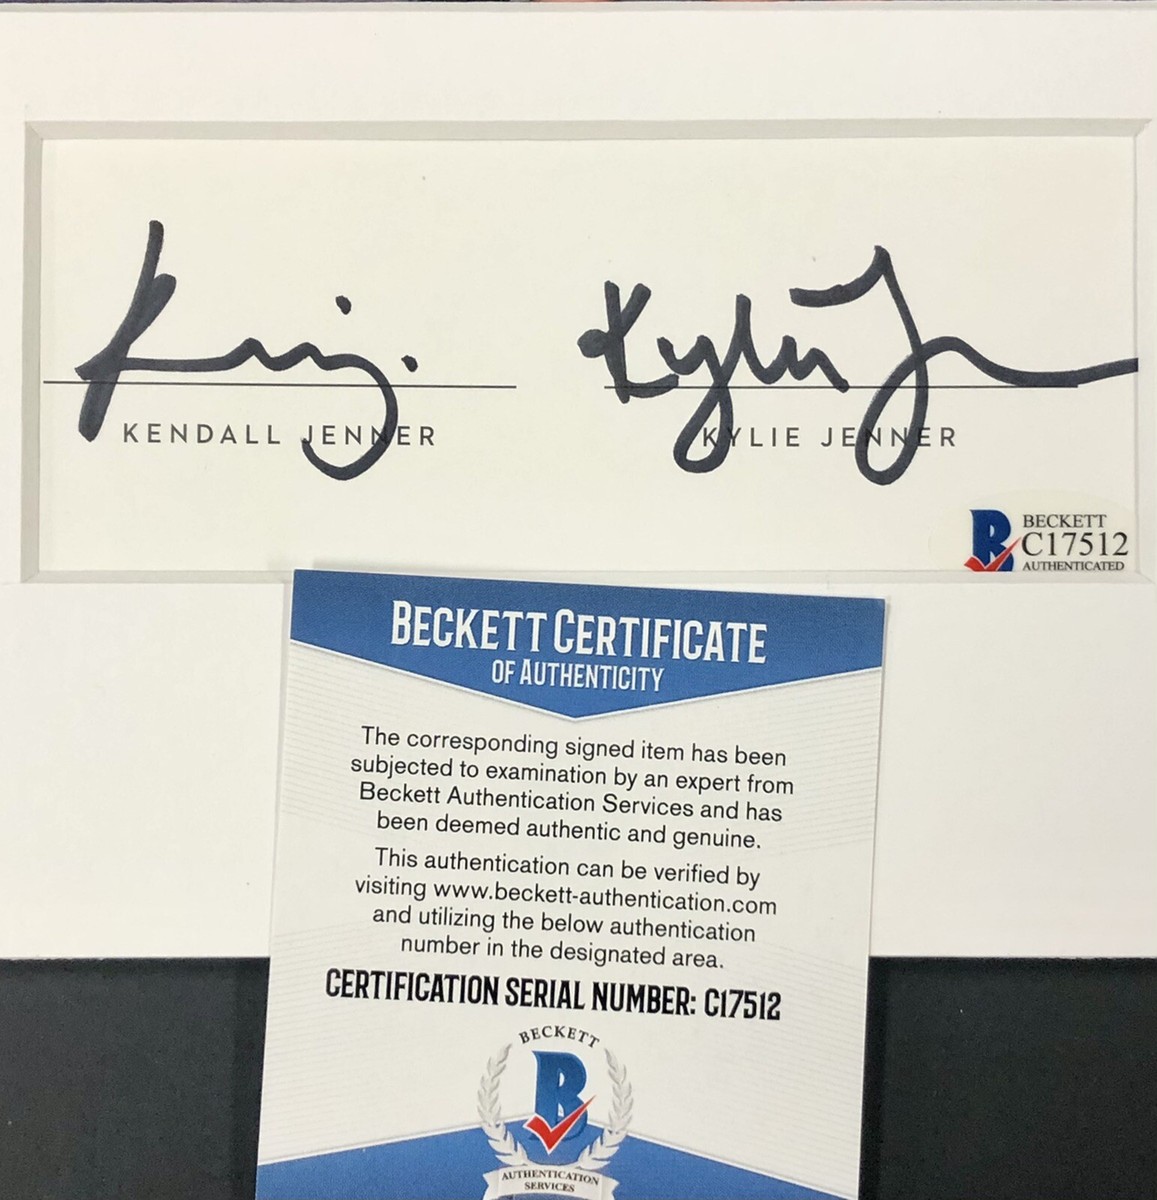 Kylie J
KENDALL JENNER
KYLIE JENNER
BECKETT
C17512
AUTHENTICATED
BECKETT CERTIFICATE
OF AUTHENTICITY
The corresponding signed item has been
subjected to examination by an expert from
Beckett Authentication Services and has
been deemed authentic and genuine.
This authentication can be verified by
visiting www.beckett-authentication.com
and utilizing the below authentication
number in the designated area.
CERTIFICATION SERIAL NUMBER: C17512
BECKETT
B
AUTHENTICATION
SERVICES